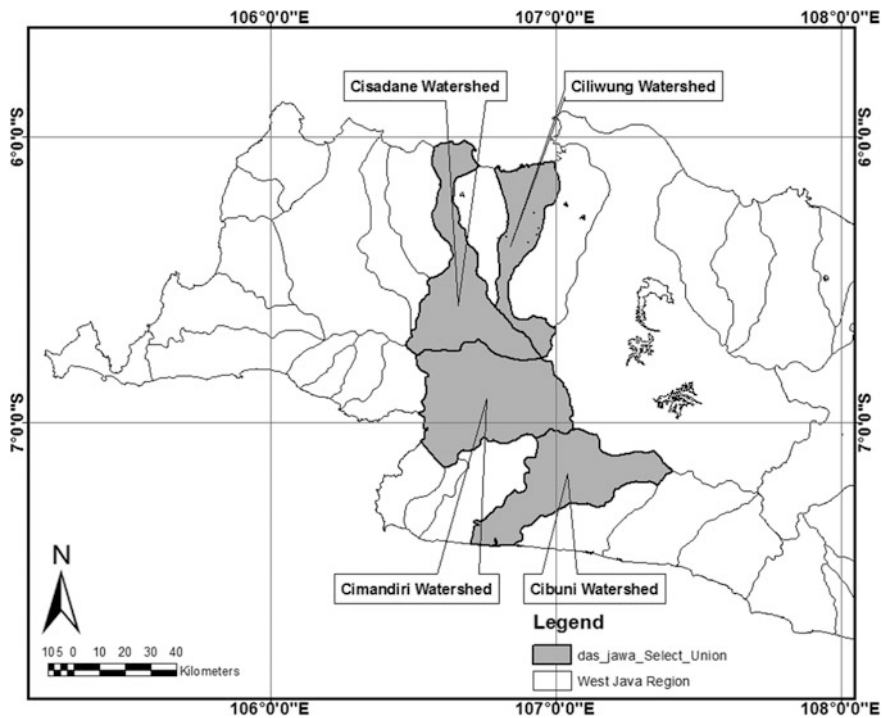 106°0'0"E 107°0'0"E 108°0'0"E
Cisadane Watershed Ciliwung Watershed
6°0'0"S 6°0'0"S
7°0'0"S 7°0'0"S
N
Cimandiri Watershed Cibuni Watershed
Legend
das_jawa_Select_Union
West Java Region
10 5 0 10 20 30 40
Kilometers
106°0'0"E 107°0'0"E 108°0'0"E